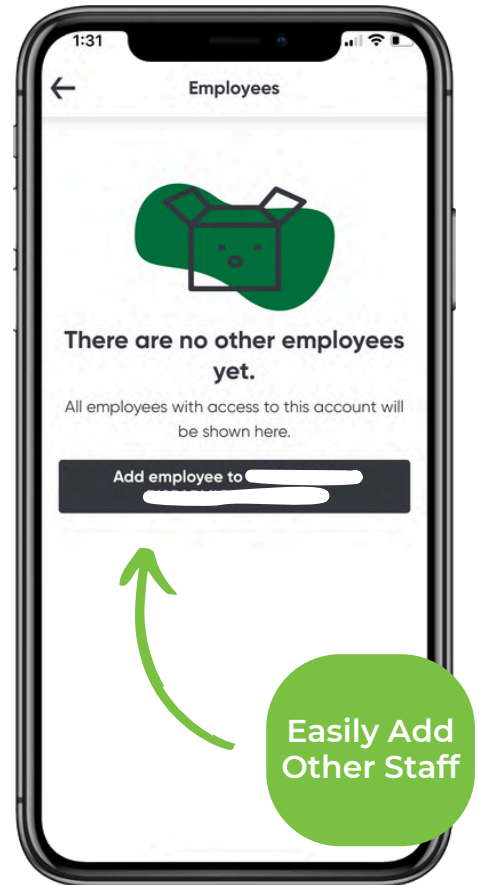 1:31
Employees
There are no other employees
yet.
All employees with access to this account will
be shown here.
Add employee to
Easily Add
Other Staff